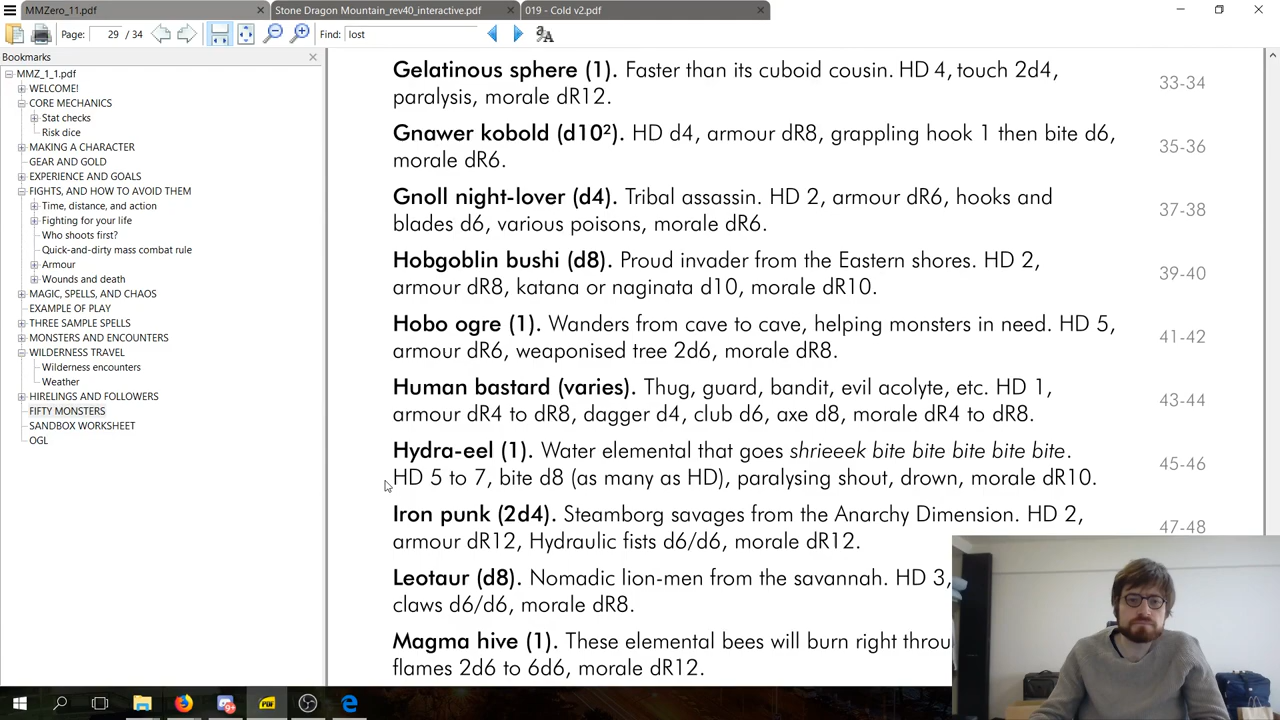 MMZero_11.pdf
Stone Dragon Mountain_rev40_interactive.pdf
019 - Cold v2.pdf
Page:
29 / 34
Find:
lost
Bookmarks
MMZ_1_1.pdf
WELCOME!
CORE MECHANICS
Stat checks
Risk dice
MAKING A CHARACTER
GEAR AND GOLD
EXPERIENCE AND GOALS
FIGHTS, AND HOW TO AVOID THEM
Time, distance, and action
Fighting for your life
Who shoots first?
Quick-and-dirty mass combat rule
Armour
Wounds and death
MAGIC, SPELLS, AND CHAOS
EXAMPLE OF PLAY
THREE SAMPLE SPELLS
MONSTERS AND ENCOUNTERS
WILDERNESS TRAVEL
Wilderness encounters
Weather
HIRELINGS AND FOLLOWERS
FIFTY MONSTERS
SANDBOX WORKSHEET
OGL
Gelatinous sphere (1). Faster than its cuboid cousin. HD 4, touch 2d4,
paralysis, morale dR12.
33-34
Gnawer kobold (d10²). HD d4, armour dR8, grappling hook 1 then bite d6,
morale dR6.
35-36
Gnoll night-lover (d4). Tribal assassin. HD 2, armour dR6, hooks and
blades d6, various poisons, morale dR6.
37-38
Hobgoblin bushi (d8). Proud invader from the Eastern shores. HD 2,
armour dR8, katana or naginata d10, morale dR10.
39-40
Hobo ogre (1). Wanders from cave to cave, helping monsters in need. HD 5,
armour dR6, weaponised tree 2d6, morale dR8.
41-42
Human bastard (varies). Thug, guard, bandit, evil acolyte, etc. HD 1,
armour dR4 to dR8, dagger d4, club d6, axe d8, morale dR4 to dR8.
43-44
Hydra-eel (1). Water elemental that goes shrieeek bite bite bite bite bite.
HD 5 to 7, bite d8 (as many as HD), paralysing shout, drown, morale dR10.
45-46
Iron punk (2d4). Steamborg savages from the Anarchy Dimension. HD 2,
armour dR12, Hydraulic fists d6/d6, morale dR12.
47-48
Leotaur (d8). Nomadic lion-men from the savannah. HD 3,
claws d6/d6, morale dR8.
Magma hive (1). These elemental bees will burn right throu
flames 2d6 to 6d6, morale dR12.
PDF